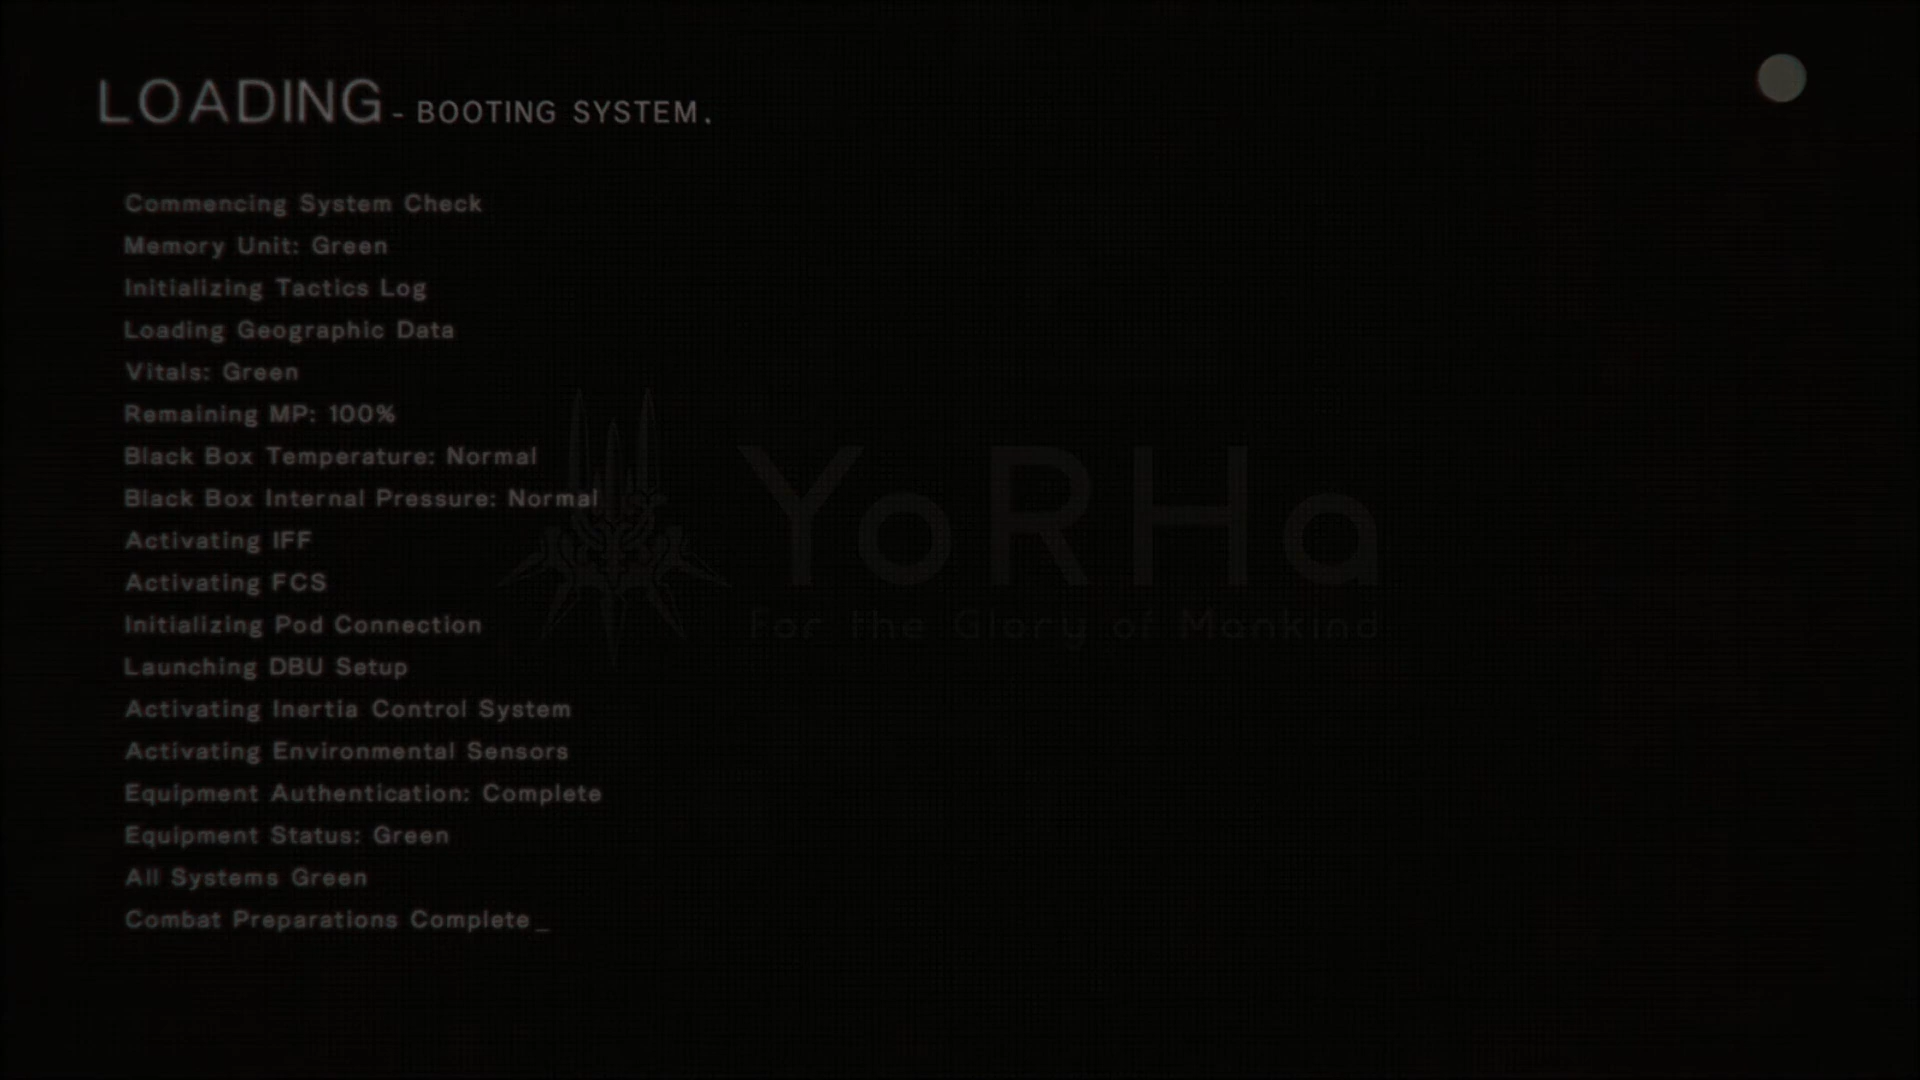 LOADING - BOOTING SYSTEM.
Commencing System Check
Memory Unit: Green
Initializing Tactics Log
Loading Geographic Data
Vitals: Green
Remaining MP: 100%
Black Box Temperature: Normal
Black Box Internal Pressure: Normal
Activating IFF
Activating FCS
Initializing Pod Connection
Launching DBU Setup
Activating Inertia Control System
Activating Environmental Sensors
Equipment Authentication: Complete
Equipment Status: Green
All Systems Green
Combat Preparations Complete _
YoRHa
For the Glory of Mankind